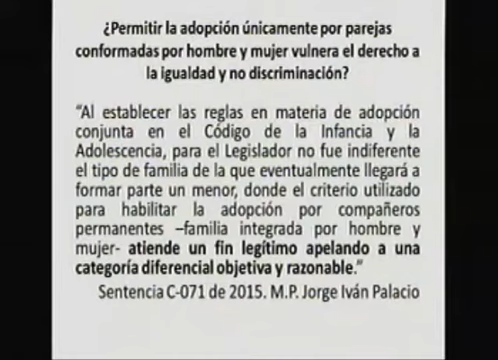 ¿Permitir la adopción únicamente por parejas
conformadas por hombre y mujer vulnera el derecho a
la igualdad y no discriminación?
“Al establecer las reglas en materia de adopción
conjunta en el Código de la Infancia y la
Adolescencia, para el Legislador no fue indiferente
el tipo de familia de la que eventualmente llegará a
formar parte un menor, donde el criterio utilizado
para habilitar la adopción por compañeros
permanentes –familia integrada por hombre y
mujer- atiende un fin legítimo apelando a una
categoría diferencial objetiva y razonable.”
Sentencia C-071 de 2015. M.P. Jorge Iván Palacio